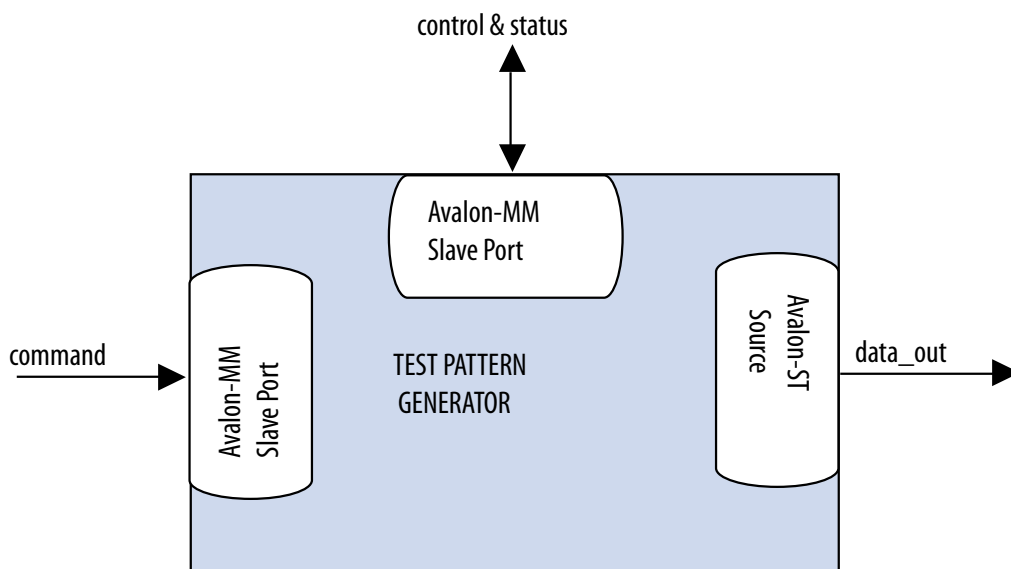 control & status
Avalon-MM
Slave Port
command
Avalon-MM
Slave Port
TEST PATTERN
GENERATOR
Avalon-ST
Source
data_out